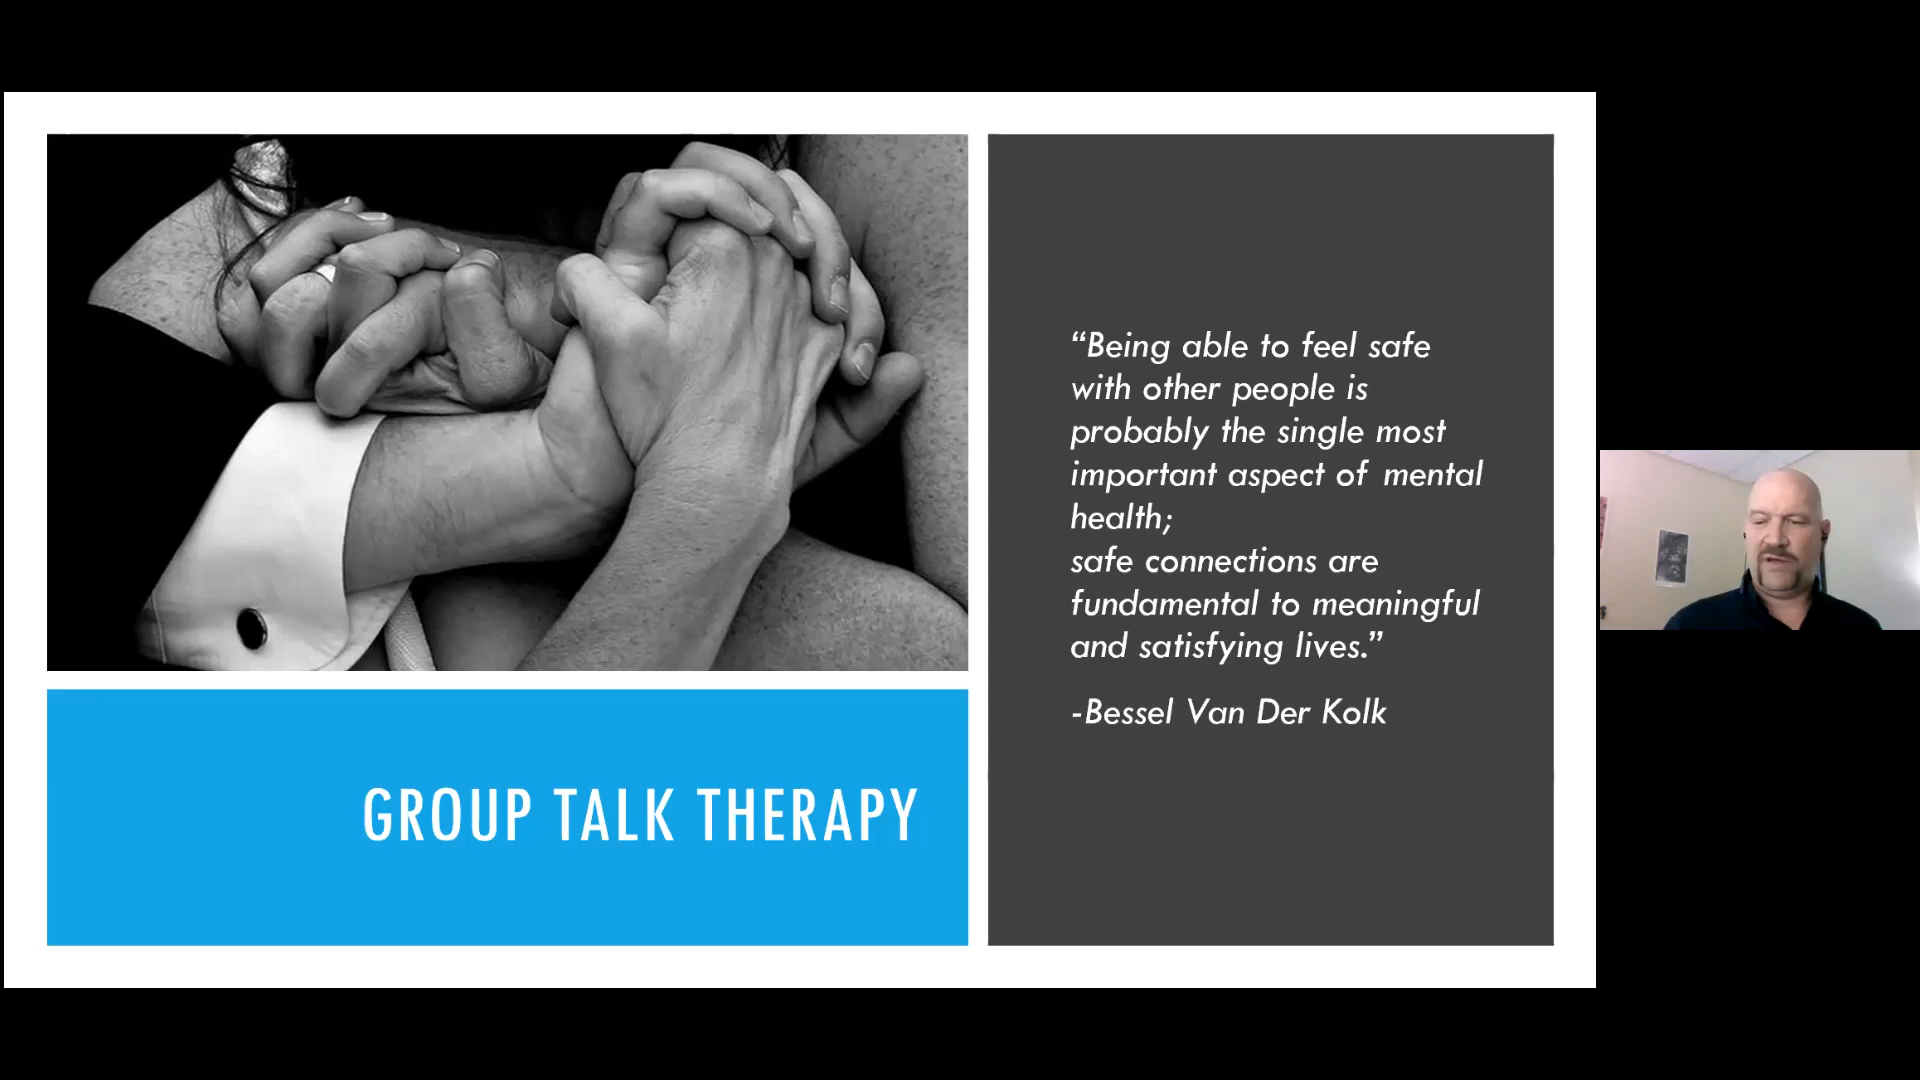 “Being able to feel safe
with other people is
probably the single most
important aspect of mental
health;
safe connections are
fundamental to meaningful
and satisfying lives.”
-Bessel Van Der Kolk
GROUP TALK THERAPY